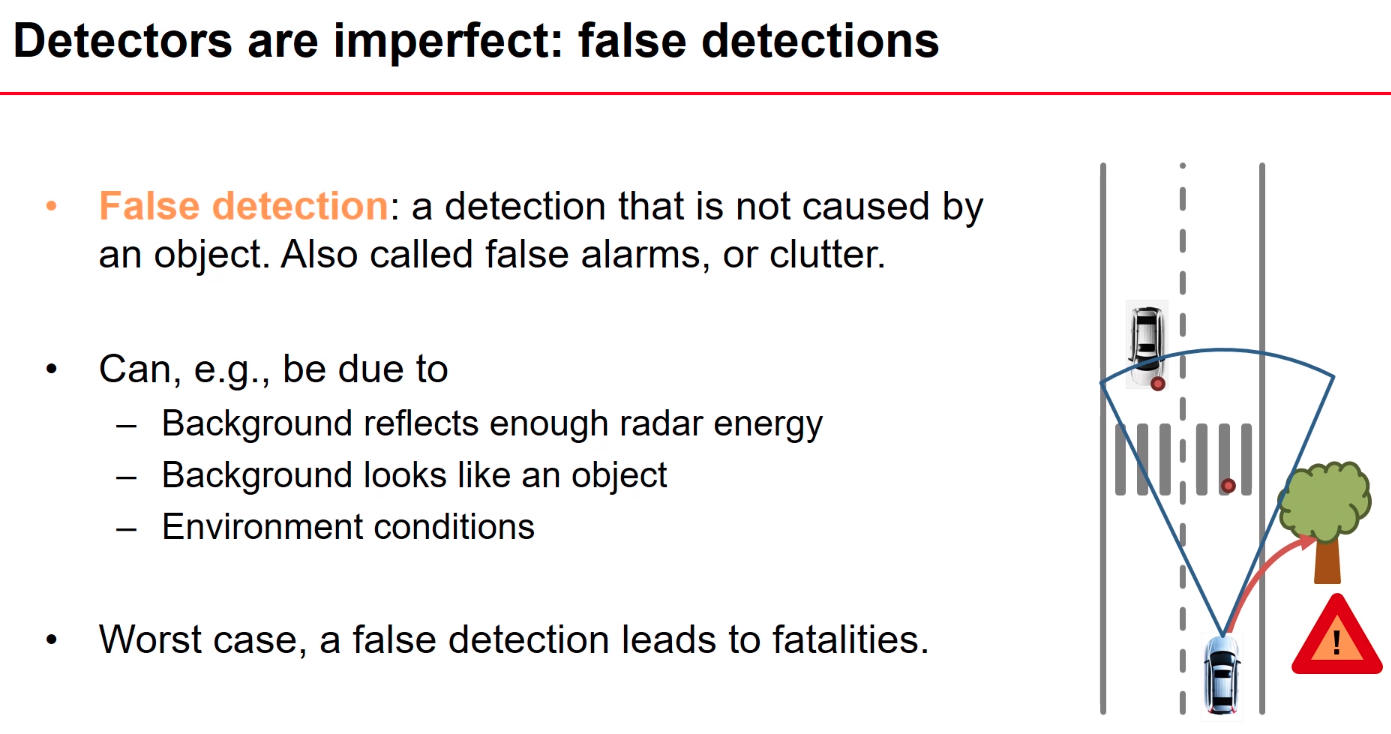 Detectors are imperfect: false detections
• False detection: a detection that is not caused by
an object. Also called false alarms, or clutter.
• Can, e.g., be due to
– Background reflects enough radar energy
– Background looks like an object
– Environment conditions
• Worst case, a false detection leads to fatalities.
!